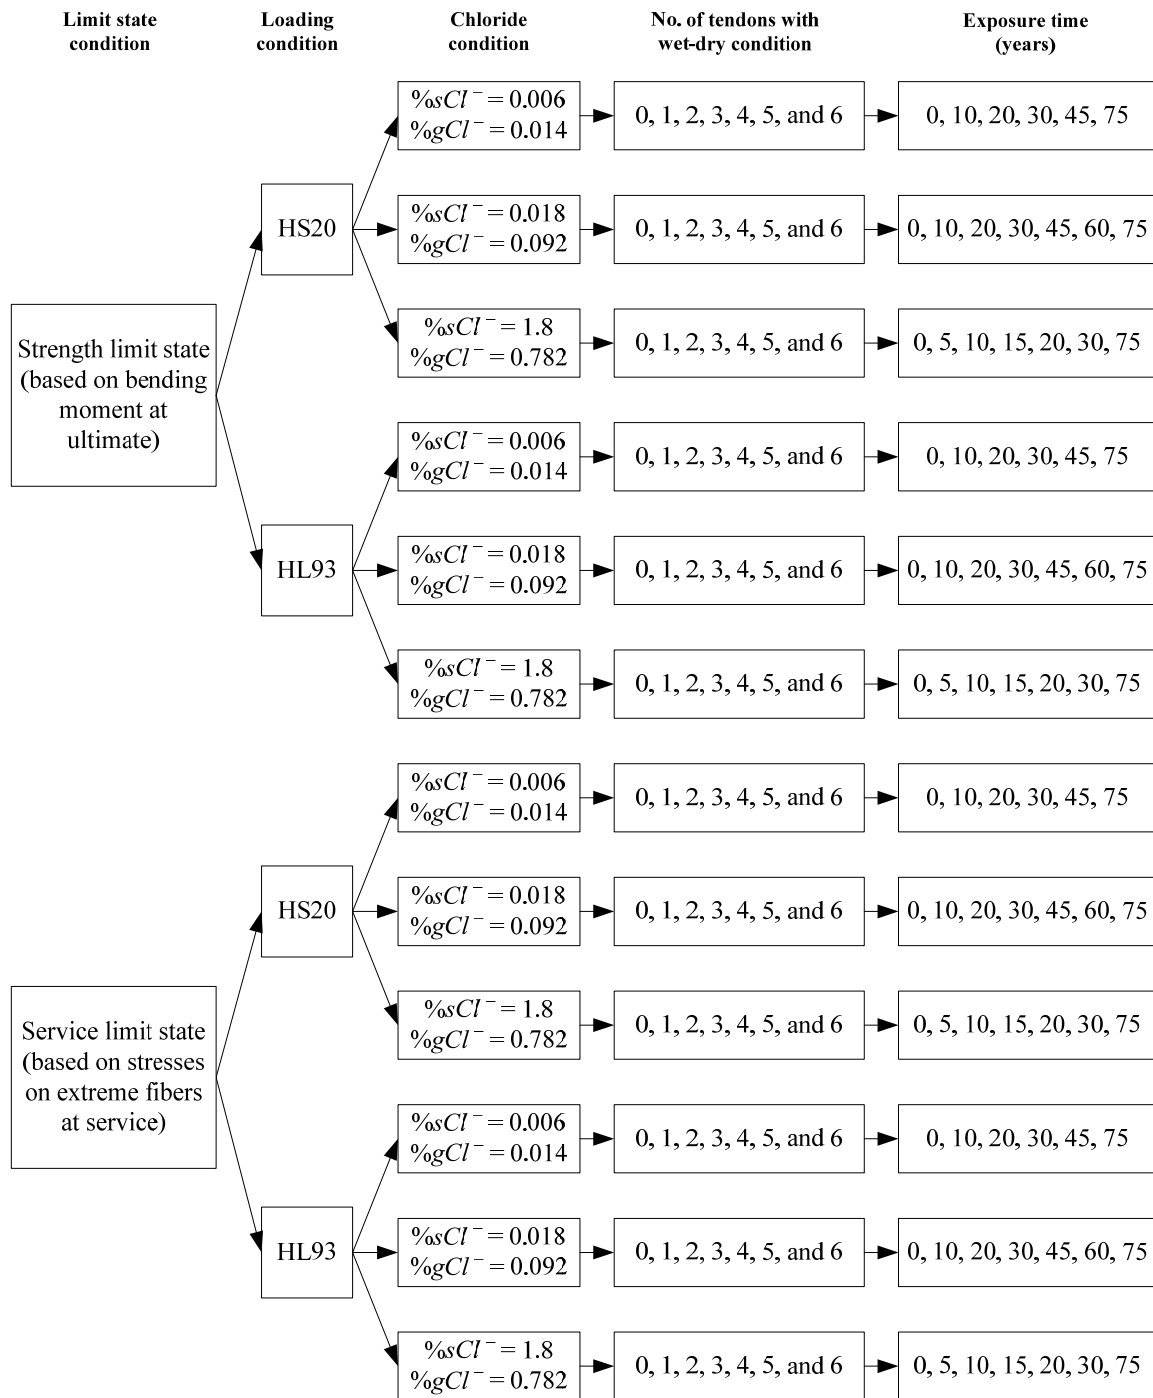 Limit state
condition
Loading
condition
Chloride
condition
No. of tendons with
wet-dry condition
Exposure time
(years)
Strength limit state
(based on bending
moment at
ultimate)
HS20
%sCl⁻ = 0.006
%gCl⁻ = 0.014
0, 1, 2, 3, 4, 5, and 6
0, 10, 20, 30, 45, 75
%sCl⁻ = 0.018
%gCl⁻ = 0.092
0, 1, 2, 3, 4, 5, and 6
0, 10, 20, 30, 45, 60, 75
%sCl⁻ = 1.8
%gCl⁻ = 0.782
0, 1, 2, 3, 4, 5, and 6
0, 5, 10, 15, 20, 30, 75
HL93
%sCl⁻ = 0.006
%gCl⁻ = 0.014
0, 1, 2, 3, 4, 5, and 6
0, 10, 20, 30, 45, 75
%sCl⁻ = 0.018
%gCl⁻ = 0.092
0, 1, 2, 3, 4, 5, and 6
0, 10, 20, 30, 45, 60, 75
%sCl⁻ = 1.8
%gCl⁻ = 0.782
0, 1, 2, 3, 4, 5, and 6
0, 5, 10, 15, 20, 30, 75
Service limit state
(based on stresses
on extreme fibers
at service)
HS20
%sCl⁻ = 0.006
%gCl⁻ = 0.014
0, 1, 2, 3, 4, 5, and 6
0, 10, 20, 30, 45, 75
%sCl⁻ = 0.018
%gCl⁻ = 0.092
0, 1, 2, 3, 4, 5, and 6
0, 10, 20, 30, 45, 60, 75
%sCl⁻ = 1.8
%gCl⁻ = 0.782
0, 1, 2, 3, 4, 5, and 6
0, 5, 10, 15, 20, 30, 75
HL93
%sCl⁻ = 0.006
%gCl⁻ = 0.014
0, 1, 2, 3, 4, 5, and 6
0, 10, 20, 30, 45, 75
%sCl⁻ = 0.018
%gCl⁻ = 0.092
0, 1, 2, 3, 4, 5, and 6
0, 10, 20, 30, 45, 60, 75
%sCl⁻ = 1.8
%gCl⁻ = 0.782
0, 1, 2, 3, 4, 5, and 6
0, 5, 10, 15, 20, 30, 75